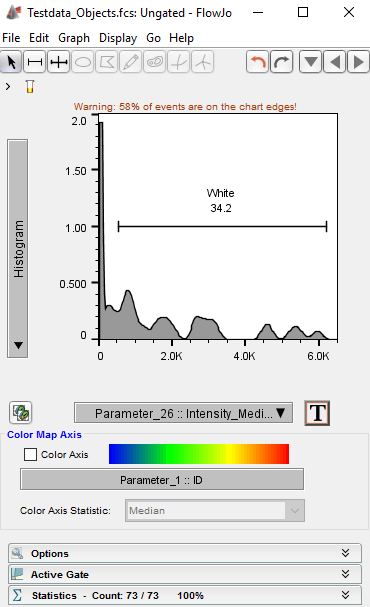 Testdata_Objects.fcs: Ungated - FlowJo
File Edit Graph Display Go Help
Warning: 58% of events are on the chart edges!
2.0
White
34.2
1.50
1.00
0.500
0
0 2.0K 4.0K 6.0K
Histogram
Parameter_26 :: Intensity_Medi...
T
Color Map Axis
Color Axis
Parameter_1 :: ID
Color Axis Statistic: Median
Options
Active Gate
Σ Statistics - Count: 73 / 73 100%